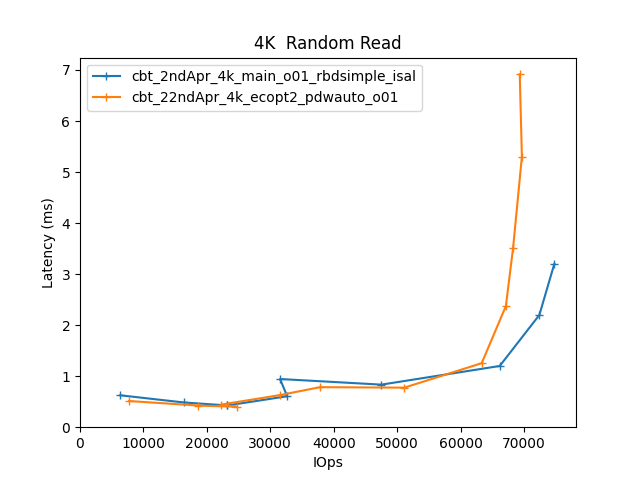 4K  Random Read
cbt_2ndApr_4k_main_o01_rbdsimple_isal
cbt_22ndApr_4k_ecopt2_pdwauto_o01
7
6
5
4
3
2
1
0
Latency (ms)
0 10000 20000 30000 40000 50000 60000 70000
IOps